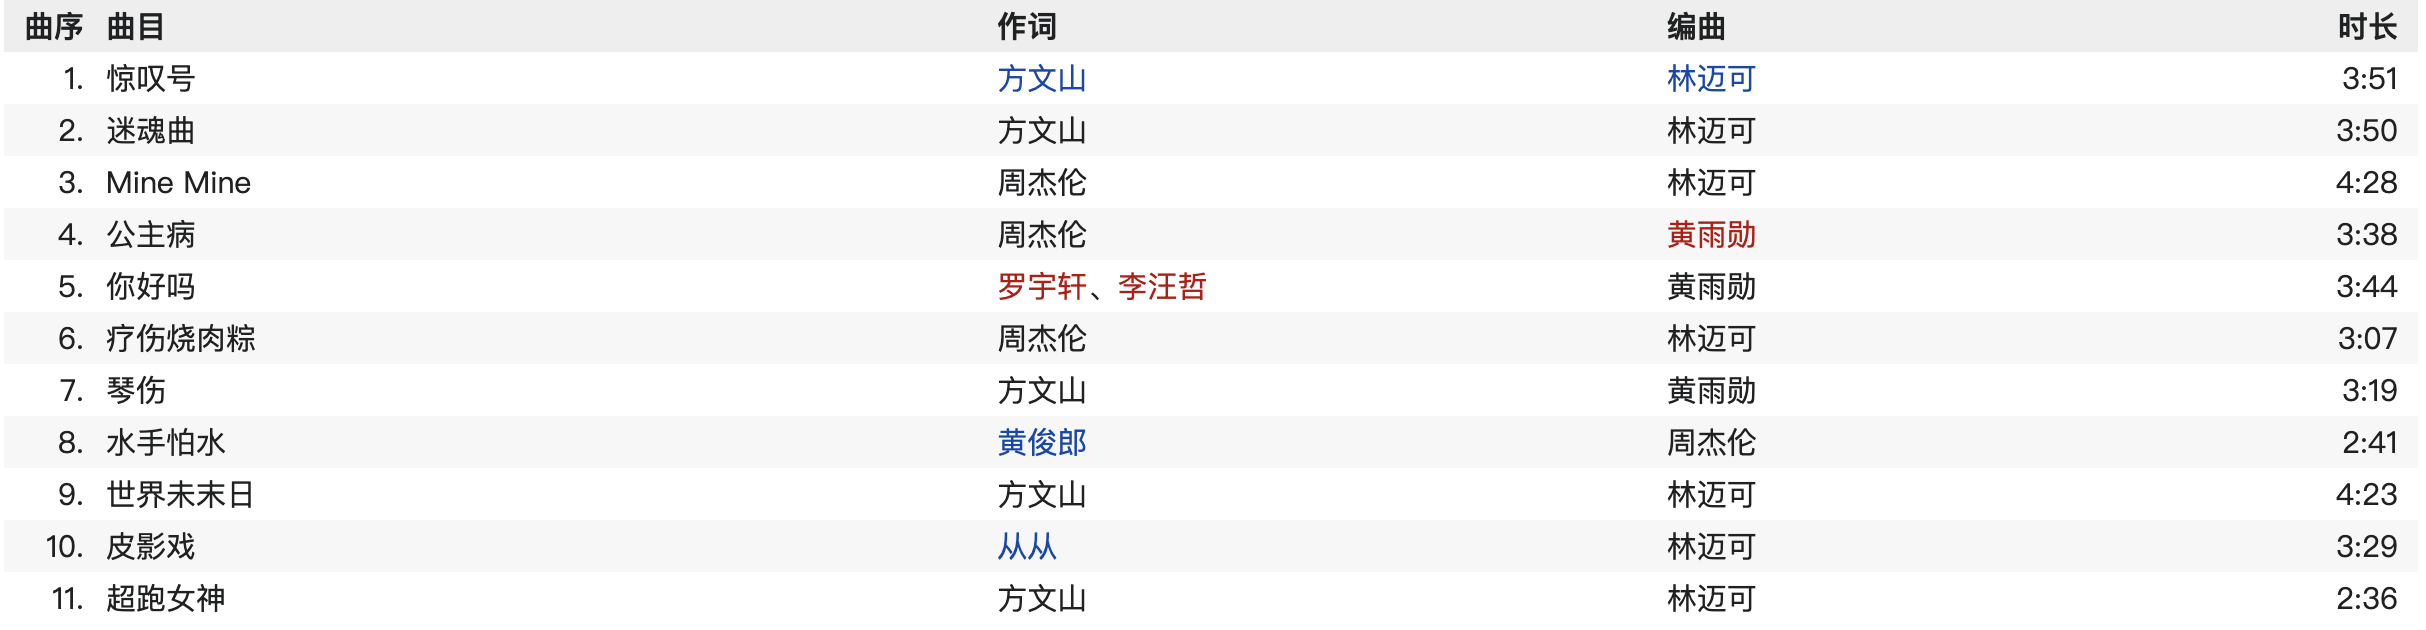 曲序 曲目 作词 编曲 时长
1. 惊叹号 方文山 林迈可 3:51
2. 迷魂曲 方文山 林迈可 3:50
3. Mine Mine 周杰伦 林迈可 4:28
4. 公主病 周杰伦 黄雨勋 3:38
5. 你好吗 罗宇轩、李汪哲 黄雨勋 3:44
6. 疗伤烧肉粽 周杰伦 林迈可 3:07
7. 琴伤 方文山 黄雨勋 3:19
8. 水手怕水 黄俊郎 周杰伦 2:41
9. 世界未末日 方文山 林迈可 4:23
10. 皮影戏 从从 林迈可 3:29
11. 超跑女神 方文山 林迈可 2:36